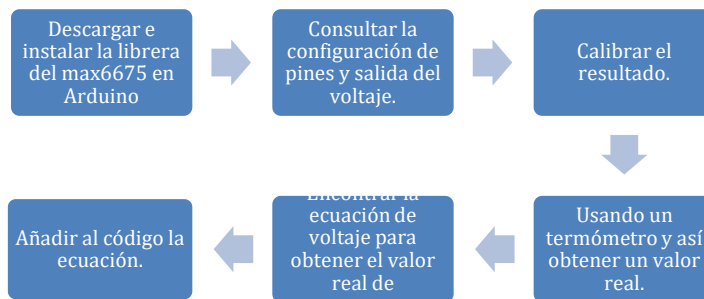 Descargar e
instalar la librera
del max6675 en
Arduino
Consultar la
configuración de
pines y salida del
voltaje.
Calibrar el
resultado.
Usando un
termómetro y así
obtener un valor
real.
Encontrar la
ecuación de
voltaje para
obtener el valor
real de
Añadir al código la
ecuación.